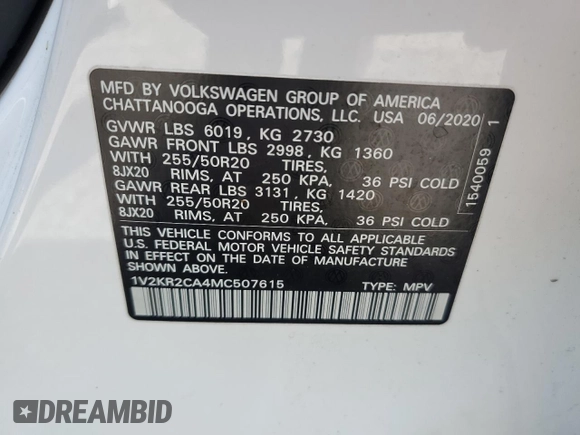 MFD BY VOLKSWAGEN GROUP OF AMERICA
CHATTANOOGA OPERATIONS, LLC. USA 06/2020
GVWR LBS 6019, KG 2730
GAWR FRONT LBS 2998, KG 1360
WITH 255/50R20 TIRES,
8JX20 RIMS, AT 250 KPA, 36 PSI COLD
GAWR REAR LBS 3131, KG 1420
WITH 255/50R20 TIRES,
8JX20 RIMS, AT 250 KPA, 36 PSI COLD
THIS VEHICLE CONFORMS TO ALL APPLICABLE
U.S. FEDERAL MOTOR VEHICLE SAFETY STANDARDS
IN EFFECT ON THE DATE OF MANUFACTURE
SHOWN ABOVE.
1V2KR2CA4MC507615 TYPE: MPV
1540059 1
DREAMBID